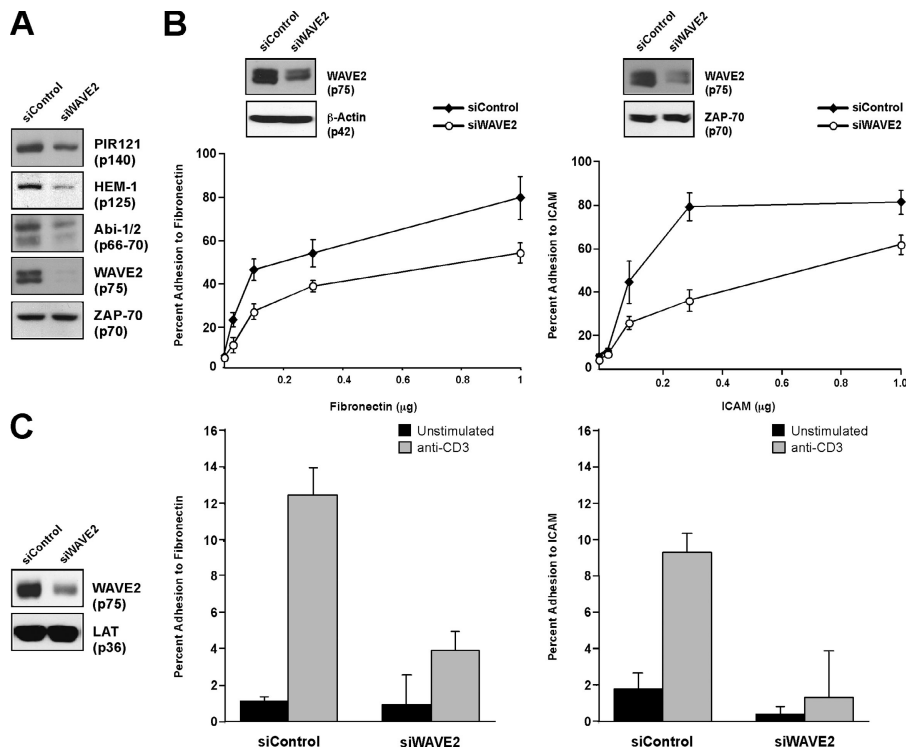 A
siControl
siWAVE2
PIR121
(p140)
HEM-1
(p125)
Abi-1/2
(p66-70)
WAVE2
(p75)
ZAP-70
(p70)
B
siControl
siWAVE2
WAVE2
(p75)
β-Actin
(p42)
siControl
siWAVE2
Percent Adhesion to Fibronectin
100
80
60
40
20
0
0.2
0.4
0.6
0.8
1
Fibronectin (µg)
siControl
siWAVE2
WAVE2
(p75)
ZAP-70
(p70)
siControl
siWAVE2
Percent Adhesion to ICAM
100
80
60
40
20
0
0.2
0.4
0.6
0.8
1.0
ICAM (µg)
C
siControl
siWAVE2
WAVE2
(p75)
LAT
(p36)
Unstimulated
anti-CD3
Percent Adhesion to Fibronectin
16
14
12
10
8
6
4
2
0
siControl
siWAVE2
Unstimulated
anti-CD3
Percent Adhesion to ICAM
16
14
12
10
8
6
4
2
0
siControl
siWAVE2